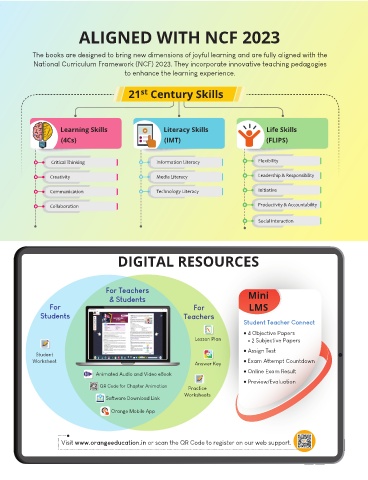 ALIGNED WITH NCF 2023
The books are designed to bring new dimensions of joyful learning and are fully aligned with the
National Curriculum Framework (NCF) 2023. They incorporate innovative teaching pedagogies
to enhance the learning experience.
21st Century Skills
Learning Skills
(4Cs)
Critical Thinking
Creativity
Communication
Collaboration
Literacy Skills
(IMT)
Information Literacy
Media Literacy
Technology Literacy
Life Skills
(FLIPS)
Flexibility
Leadership & Responsibility
Initiative
Productivity & Accountability
Social Interaction
DIGITAL RESOURCES
For
Students
Student
Worksheet
For Teachers
& Students
Animated Audio and Video eBook
QR Code for Chapter Animation
Software Download Link
Orange Mobile App
For
Teachers
Lesson Plan
Answer Key
Practice
Worksheets
Mini
LMS
Student Teacher Connect
• 4 Objective Papers
+ 2 Subjective Papers
• Assign Test
• Exam Attempt Countdown
• Online Exam Result
• Preview/Evaluation
Visit www.orangeeducation.in or scan the QR Code to register on our web support.